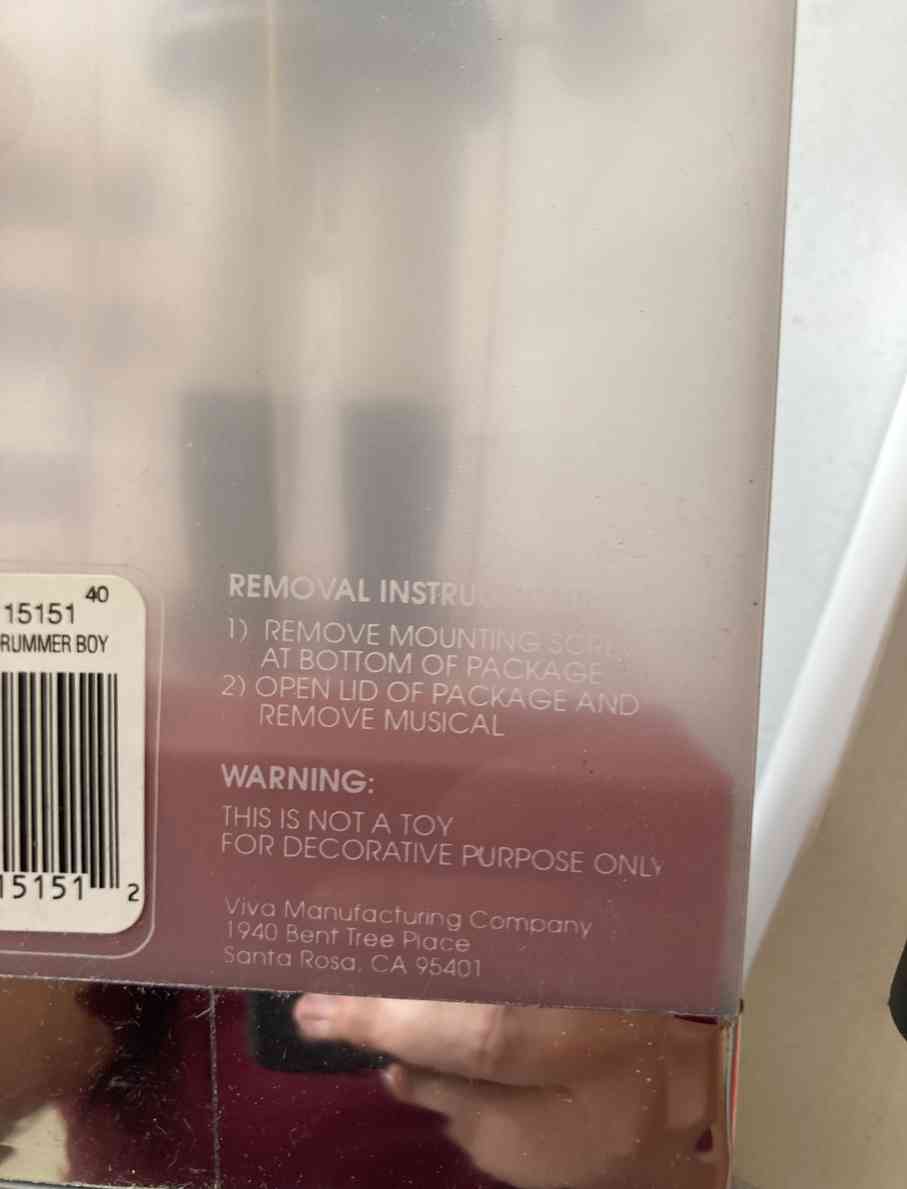 40
15151
RUMMER BOY
15151 2
REMOVAL
1) REMOVE MOUNTING
AT BOTTOM OF PACKAGE
2) OPEN LID OF PACKAGE AND
REMOVE MUSICAL
WARNING:
THIS IS NOT A TOY
FOR DECORATIVE PURPOSE ONLY
Viva Manufacturing Company
1940 Bent Tree Place
Santa Rosa, CA 95401